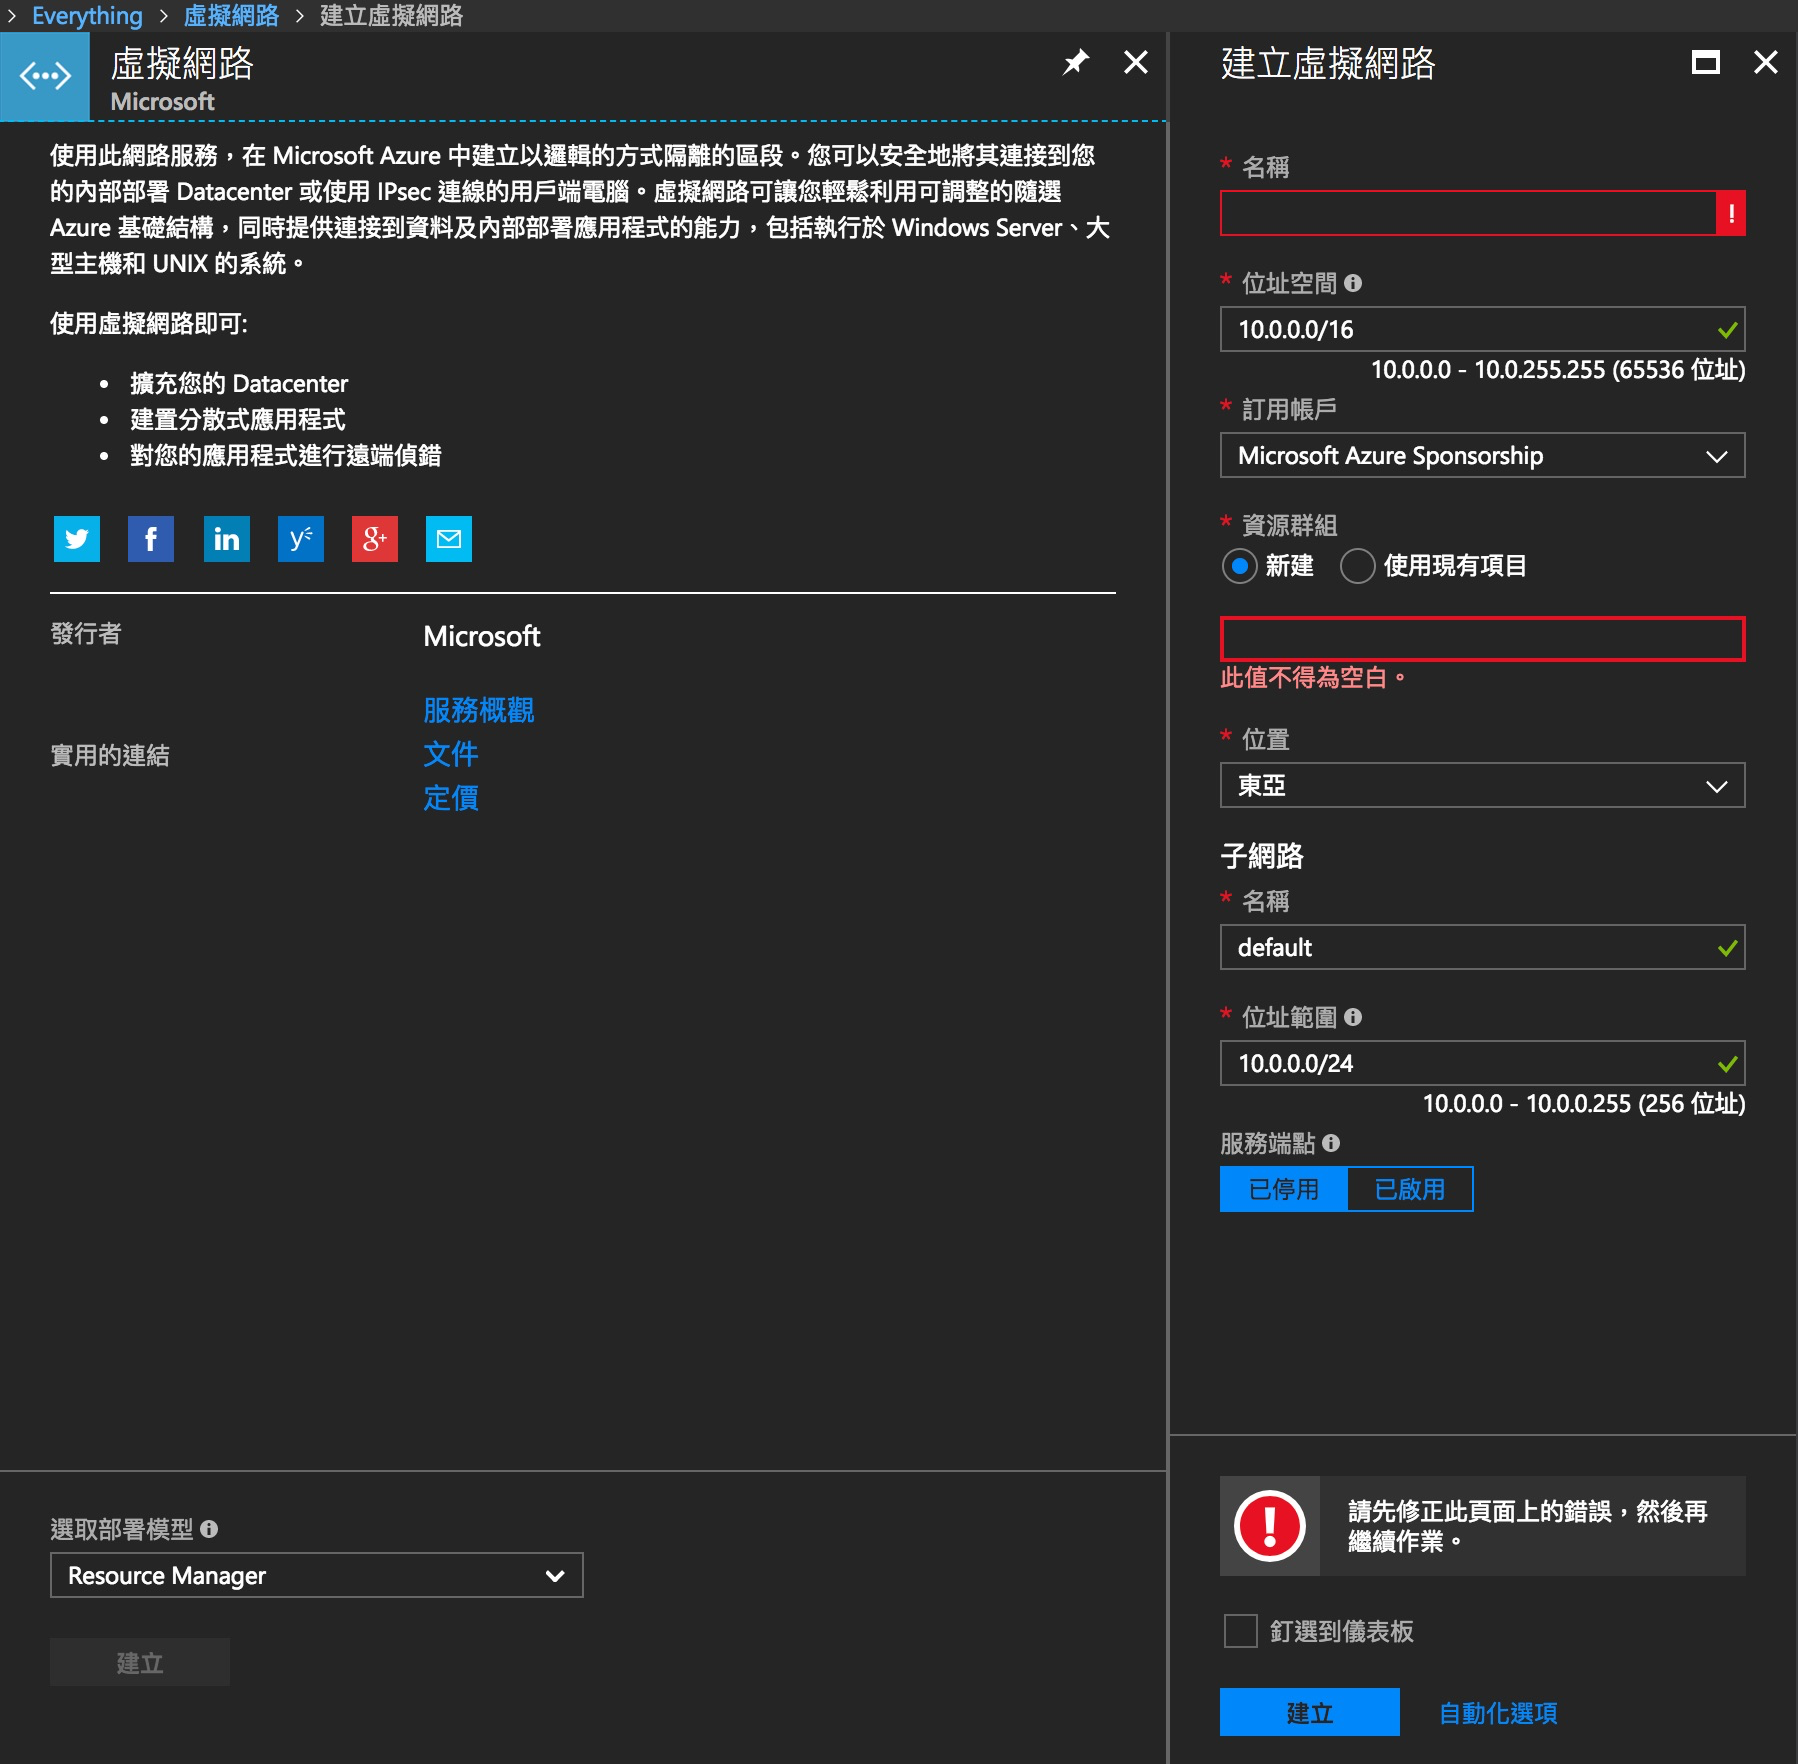 Everything > 虛擬網路 > 建立虛擬網路
虛擬網路
Microsoft
使用此網路服務，在 Microsoft Azure 中建立以邏輯的方式隔離的區段。您可以安全地將其連接到您
的內部部署 Datacenter 或使用 IPsec 連線的用戶端電腦。虛擬網路可讓您輕鬆利用可調整的隨選
Azure 基礎結構，同時提供連接到資料及內部部署應用程式的能力，包括執行於 Windows Server、大
型主機和 UNIX 的系統。
使用虛擬網路即可:
• 擴充您的 Datacenter
• 建置分散式應用程式
• 對您的應用程式進行遠端偵錯
發行者
Microsoft
實用的連結
服務概觀
文件
定價
選取部署模型
Resource Manager
建立
建立虛擬網路
* 名稱
* 位址空間
10.0.0.0/16
10.0.0.0 - 10.0.255.255 (65536 位址)
* 訂用帳戶
Microsoft Azure Sponsorship
* 資源群組
新建 使用現有項目
此值不得為空白。
* 位置
東亞
子網路
* 名稱
default
* 位址範圍
10.0.0.0/24
10.0.0.0 - 10.0.0.255 (256 位址)
服務端點
已停用 已啟用
請先修正此頁面上的錯誤，然後再
繼續作業。
釘選到儀表板
建立 自動化選項